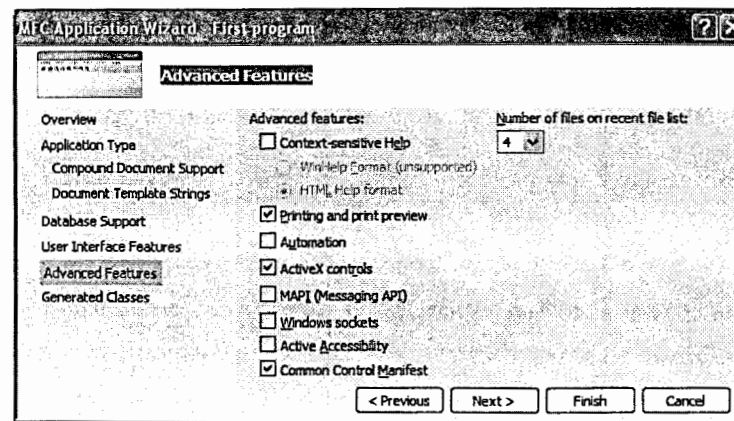 MFC Application Wizard - First program
Advanced Features
Overview
Application Type
Compound Document Support
Document Template Strings
Database Support
User Interface Features
Advanced Features
Generated Classes
Advanced features:
Context-sensitive Help
WinHelp Format (unsupported)
HTML Help format
Printing and print preview
Automation
ActiveX controls
MAPI (Messaging API)
Windows sockets
Active Accessibility
Common Control Manifest
Number of files on recent file list:
4
< Previous
Next >
Finish
Cancel